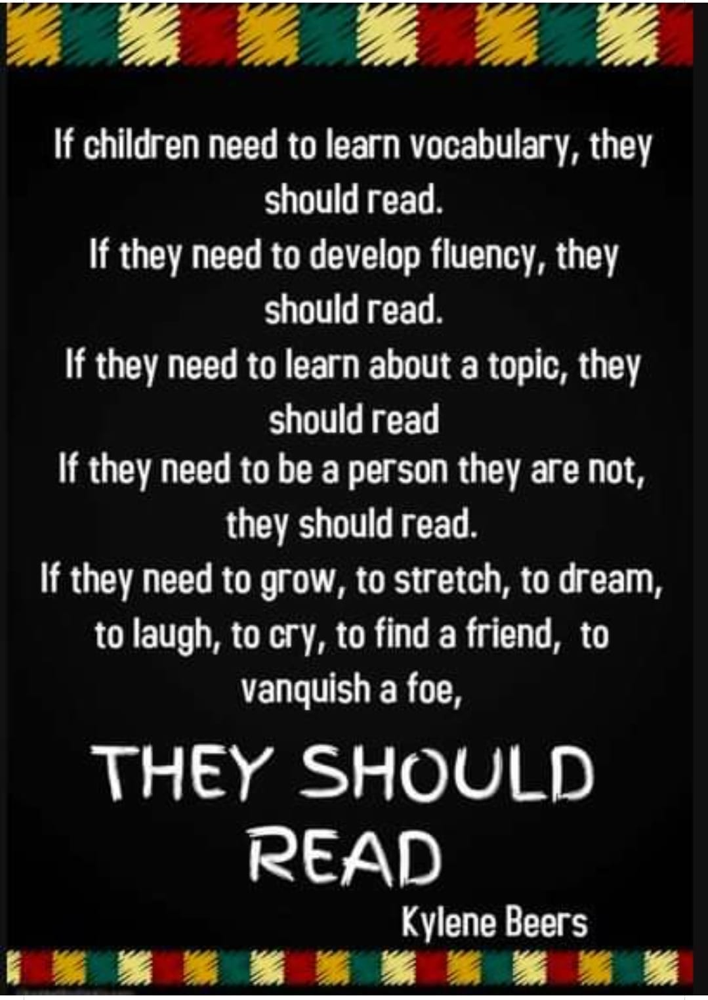 If children need to learn vocabulary, they
should read.
If they need to develop fluency, they
should read.
If they need to learn about a topic, they
should read
If they need to be a person they are not,
they should read.
If they need to grow, to stretch, to dream,
to laugh, to cry, to find a friend, to
vanquish a foe,
THEY SHOULD
READ
Kylene Beers